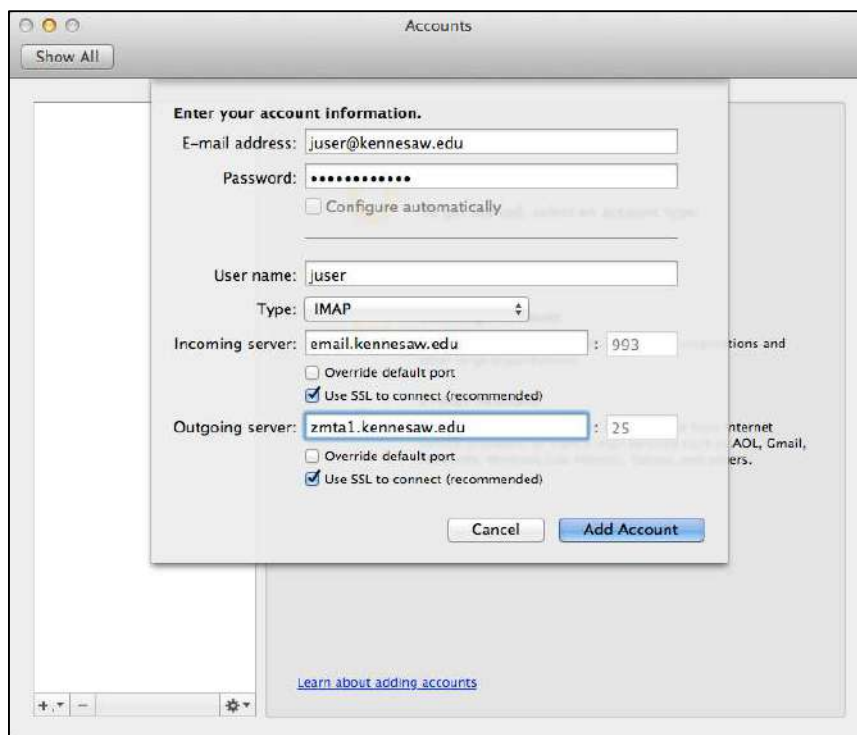 Accounts
Show All
Enter your account information.
E-mail address: juser@kennesaw.edu
Password: ••••••••••••
Configure automatically
User name: juser
Type: IMAP
Incoming server: email.kennesaw.edu : 993
tions and
Override default port
Use SSL to connect (recommended)
Outgoing server: zmta1.kennesaw.edu : 25
nternet
AOL, Gmail,
Override default port
ers.
Use SSL to connect (recommended)
Cancel Add Account
Learn about adding accounts